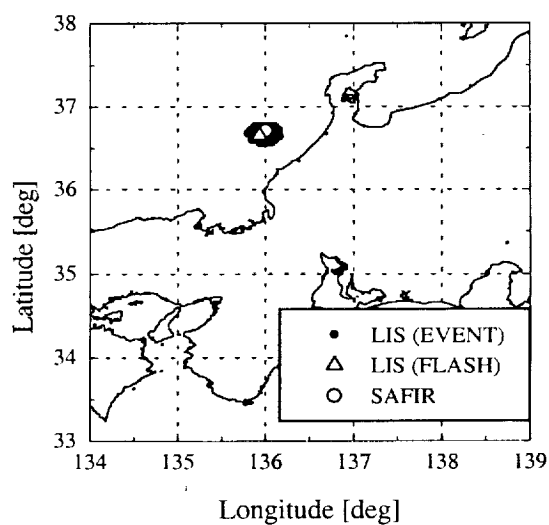 38
37
36
35
34
33
Latitude [deg]
LIS (EVENT)
LIS (FLASH)
SAFIR
134 135 136 137 138 139
Longitude [deg]